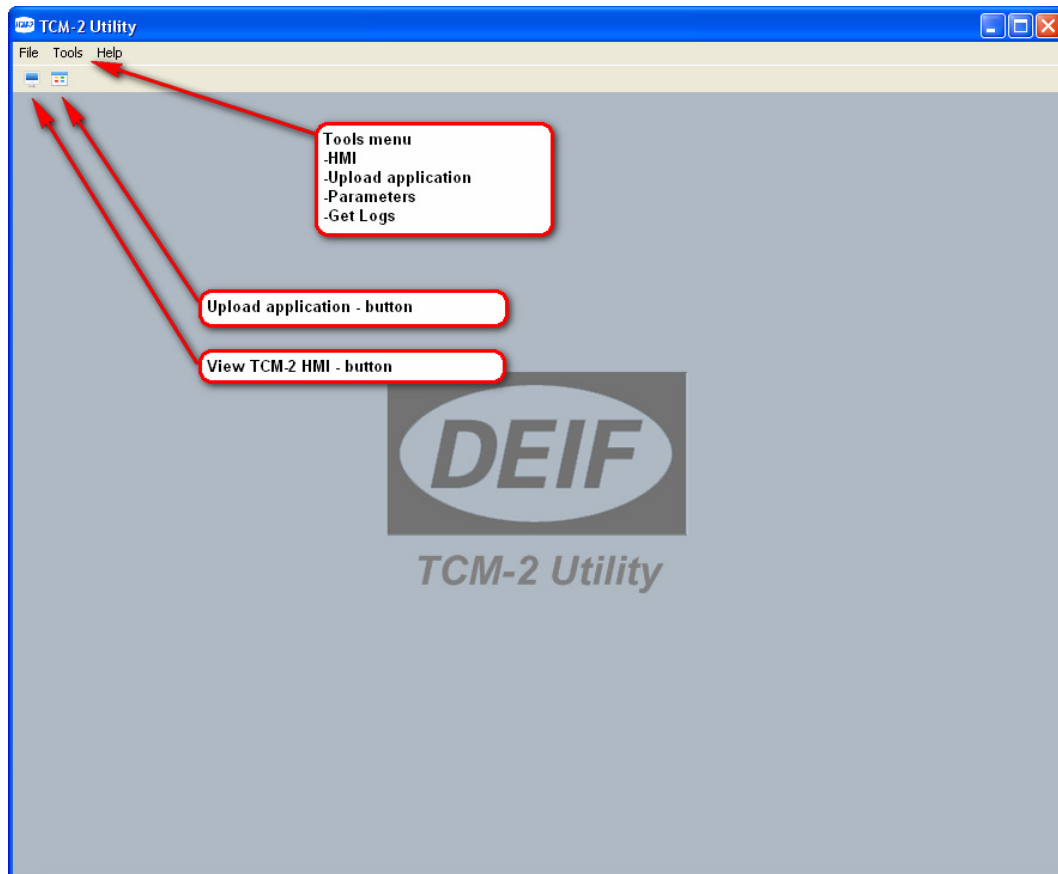 TCM-2 Utility
File Tools Help
Tools menu
-HMI
-Upload application
-Parameters
-Get Logs
Upload application - button
View TCM-2 HMI - button
DEIF
TCM-2 Utility